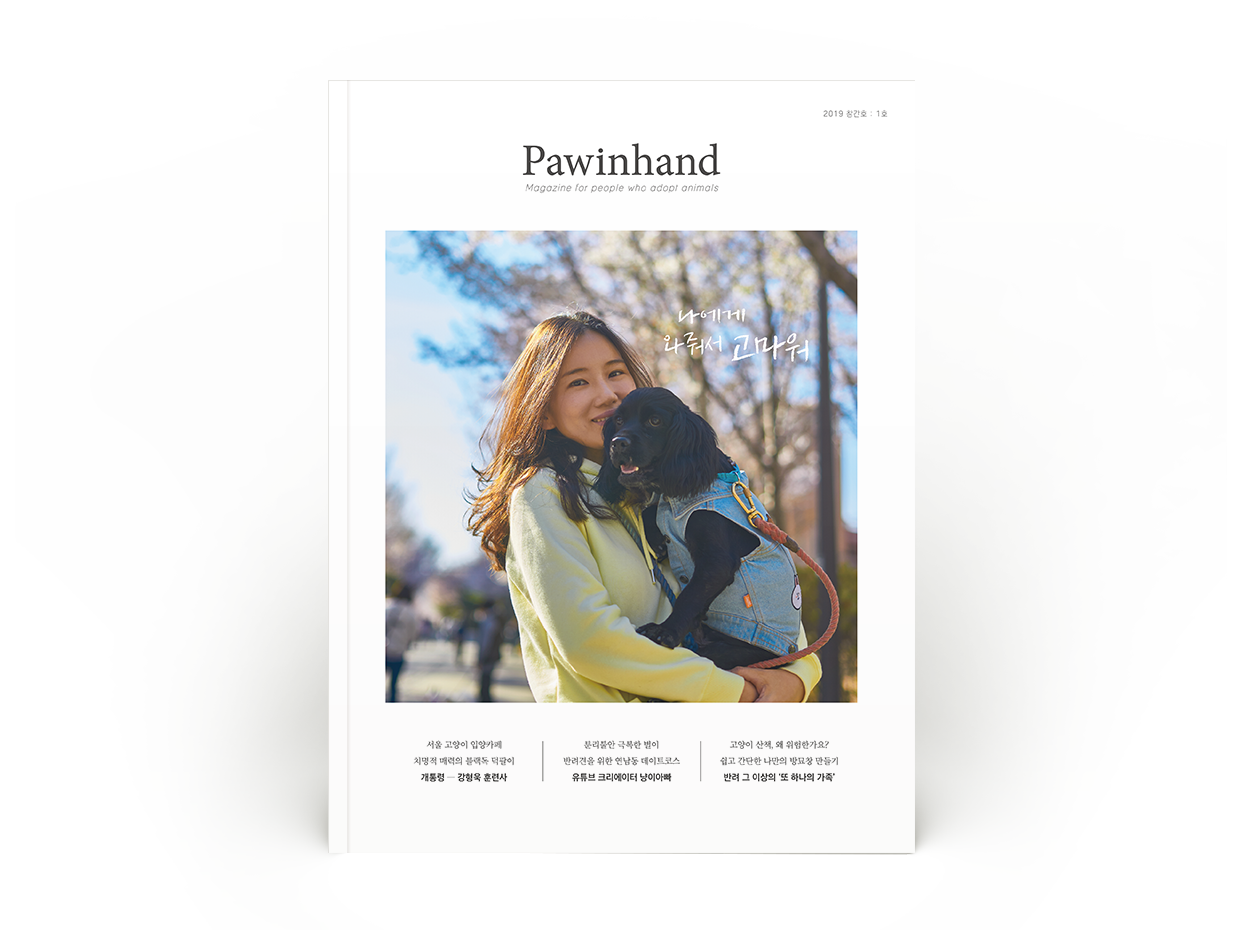 2019 창간호 : 1호
Pawinhand
Magazine for people who adopt animals
나에게
와줘서 고마워
서울 고양이 입양카페
치명적 매력의 블랙독 덕팔이
개통령 — 강형욱 훈련사
트리플안 극복한 별이
반려견을 위한 연남동 데이트코스
유튜브 크리에이터 냥이아빠
고양이 산책, 왜 위험한가요?
쉽고 간단한 나만의 방묘창 만들기
반려 그 이상의 '또 하나의 가족'